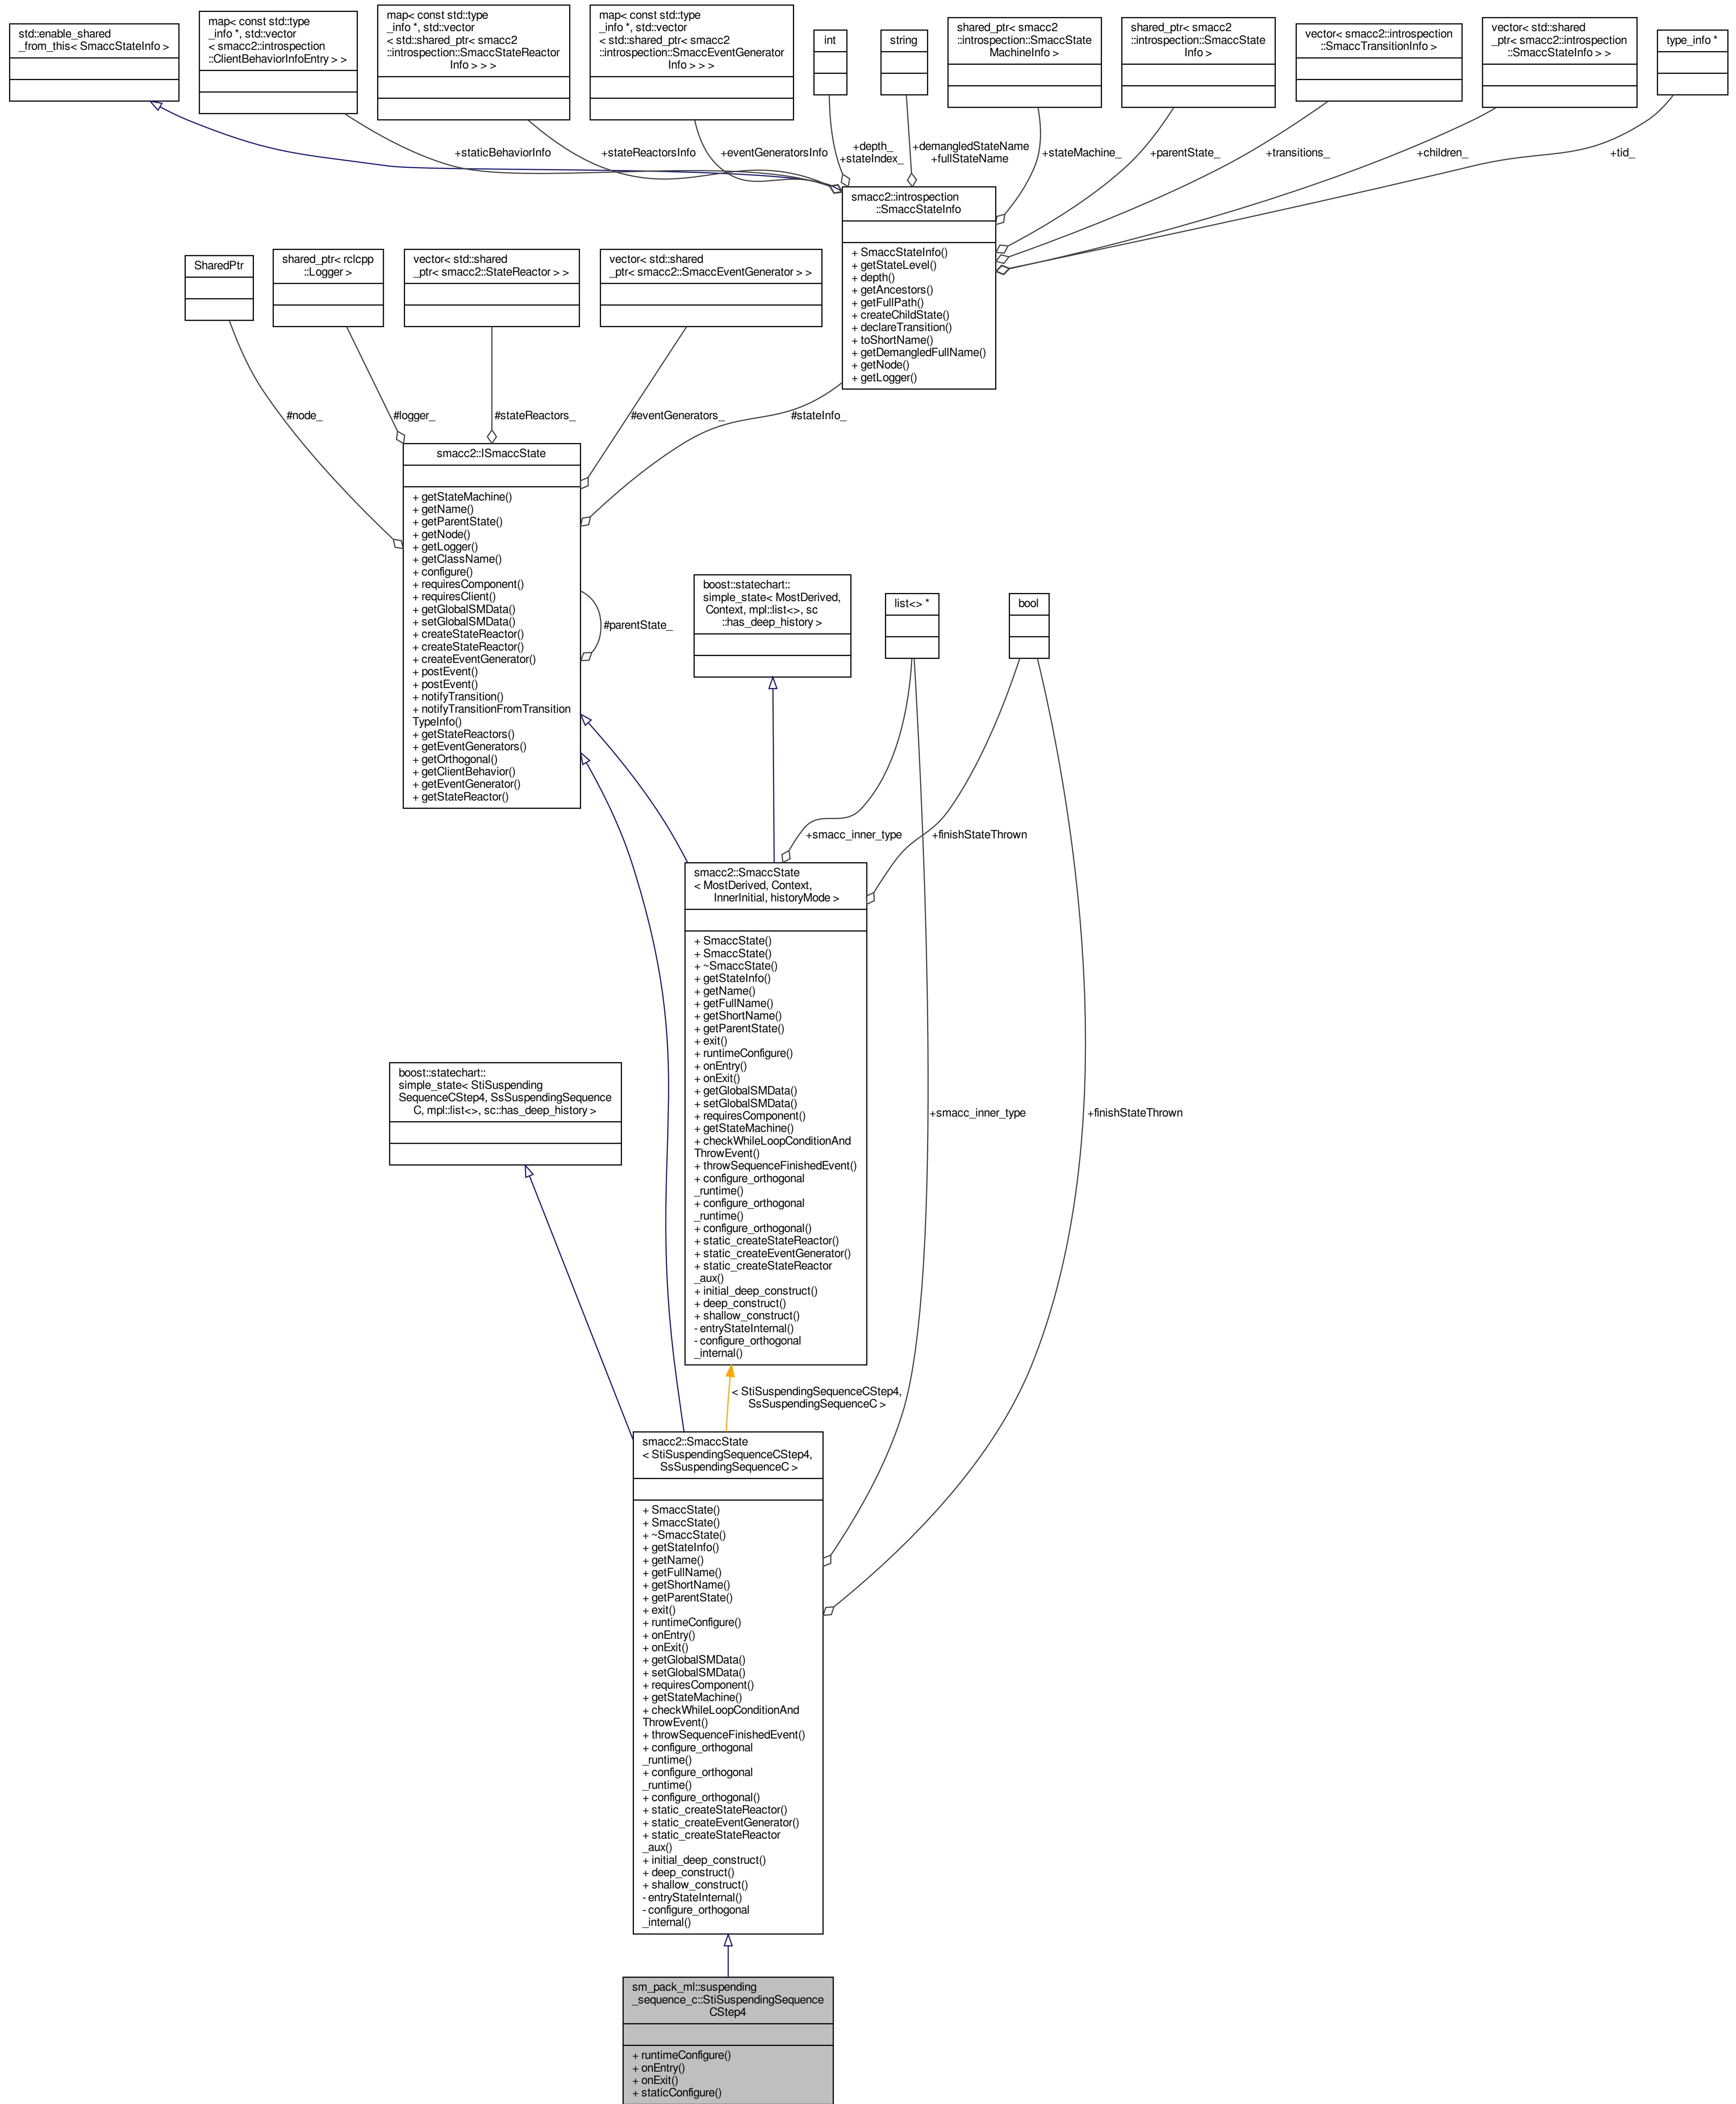 std::enable_shared
_from_this< SmaccStateInfo >
map< const std::type
_info *, std::vector
< smacc2::introspection
::ClientBehaviorInfoEntry > >
map< const std::type
_info *, std::vector
< std::shared_ptr< smacc2
::introspection::SmaccStateReactor
Info > > >
map< const std::type
_info *, std::vector
< std::shared_ptr< smacc2
::introspection::SmaccEventGenerator
Info > > >
int
string
shared_ptr< smacc2
::introspection::SmaccState
MachineInfo >
shared_ptr< smacc2
::introspection::SmaccState
Info >
vector< smacc2::introspection
::SmaccTransitionInfo >
vector< std::shared
_ptr< smacc2::introspection
::SmaccStateInfo > >
type_info *
+staticBehaviorInfo
+stateReactorsInfo
+eventGeneratorsInfo
+depth_
+stateIndex_
+demangledStateName
+fullStateName
+stateMachine_
+parentState_
+transitions_
+children_
+tid_
smacc2::introspection
::SmaccStateInfo
+ SmaccStateInfo()
+ getStateLevel()
+ depth()
+ getAncestors()
+ getFullPath()
+ createChildState()
+ declareTransition()
+ toShortName()
+ getDemangledFullName()
+ getNode()
+ getLogger()
SharedPtr
shared_ptr< rclcpp
::Logger >
vector< std::shared
_ptr< smacc2::StateReactor > >
vector< std::shared
_ptr< smacc2::SmaccEventGenerator > >
#node_
#logger_
#stateReactors_
#eventGenerators_
#stateInfo_
smacc2::ISmaccState
+ getStateMachine()
+ getName()
+ getParentState()
+ getNode()
+ getLogger()
+ getClassName()
+ configure()
+ requiresComponent()
+ requiresClient()
+ getGlobalSMData()
+ setGlobalSMData()
+ createStateReactor()
+ createStateReactor()
+ createEventGenerator()
+ postEvent()
+ postEvent()
+ notifyTransition()
+ notifyTransitionFromTransition
TypeInfo()
+ getStateReactors()
+ getEventGenerators()
+ getOrthogonal()
+ getClientBehavior()
+ getEventGenerator()
+ getStateReactor()
#parentState_
boost::statechart::
simple_state< MostDerived,
Context, mpl::list<>, sc
::has_deep_history >
list<> *
bool
+smacc_inner_type
+finishStateThrown
smacc2::SmaccState
< MostDerived, Context,
InnerInitial, historyMode >
+ SmaccState()
+ SmaccState()
+ ~SmaccState()
+ getStateInfo()
+ getName()
+ getFullName()
+ getShortName()
+ getParentState()
+ exit()
+ runtimeConfigure()
+ onEntry()
+ onExit()
+ getGlobalSMData()
+ setGlobalSMData()
+ requiresComponent()
+ getStateMachine()
+ checkWhileLoopConditionAnd
ThrowEvent()
+ throwSequenceFinishedEvent()
+ configure_orthogonal
_runtime()
+ configure_orthogonal
_runtime()
+ configure_orthogonal()
+ static_createStateReactor()
+ static_createEventGenerator()
+ static_createStateReactor
_aux()
+ initial_deep_construct()
+ deep_construct()
+ shallow_construct()
- entryStateInternal()
- configure_orthogonal
_internal()
boost::statechart::
simple_state< StiSuspending
SequenceCStep4, SsSuspendingSequence
C, mpl::list<>, sc::has_deep_history >
+smacc_inner_type
+finishStateThrown
< StiSuspendingSequenceCStep4,
SsSuspendingSequenceC >
smacc2::SmaccState
< StiSuspendingSequenceCStep4,
SsSuspendingSequenceC >
+ SmaccState()
+ SmaccState()
+ ~SmaccState()
+ getStateInfo()
+ getName()
+ getFullName()
+ getShortName()
+ getParentState()
+ exit()
+ runtimeConfigure()
+ onEntry()
+ onExit()
+ getGlobalSMData()
+ setGlobalSMData()
+ requiresComponent()
+ getStateMachine()
+ checkWhileLoopConditionAnd
ThrowEvent()
+ throwSequenceFinishedEvent()
+ configure_orthogonal
_runtime()
+ configure_orthogonal
_runtime()
+ configure_orthogonal()
+ static_createStateReactor()
+ static_createEventGenerator()
+ static_createStateReactor
_aux()
+ initial_deep_construct()
+ deep_construct()
+ shallow_construct()
- entryStateInternal()
- configure_orthogonal
_internal()
sm_pack_ml::suspending
_sequence_c::StiSuspendingSequence
CStep4
+ runtimeConfigure()
+ onEntry()
+ onExit()
+ staticConfigure()